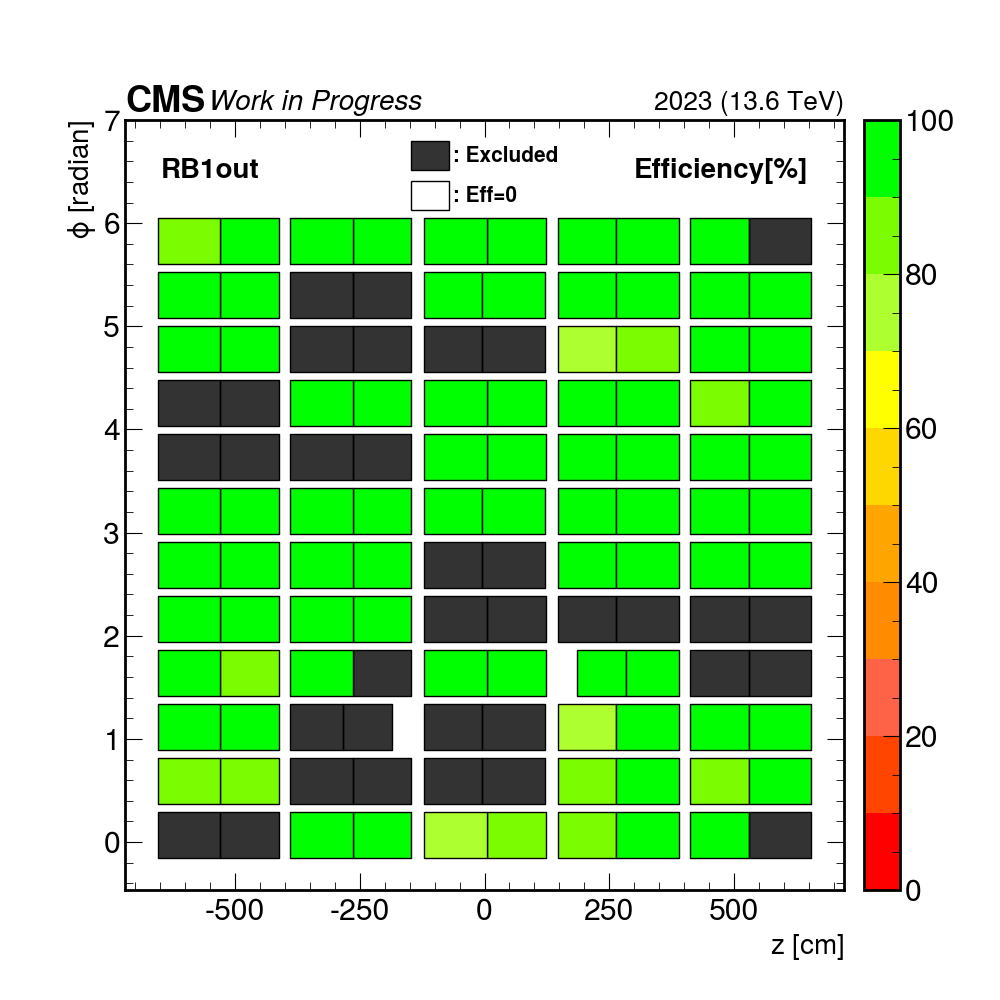 CMS Work in Progress 2023 (13.6 TeV)
RB1out
: Excluded
: Eff=0
Efficiency[%]
ϕ [radian]
7
6
5
4
3
2
1
0
-500 -250 0 250 500
z [cm]
100
80
60
40
20
0